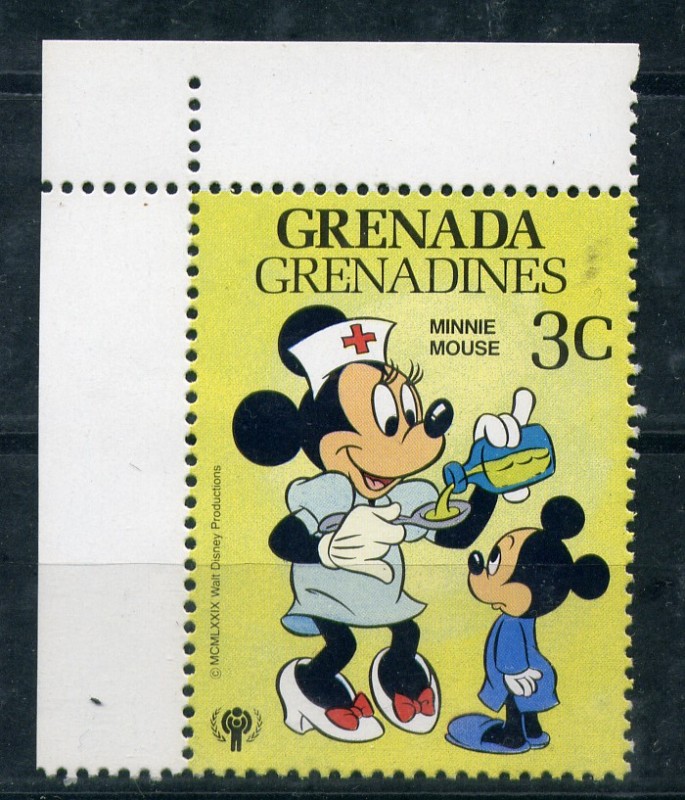 GRENADA
GRENADINES
MINNIE
MOUSE
3C
© MCMLXXIX Walt Disney Productions